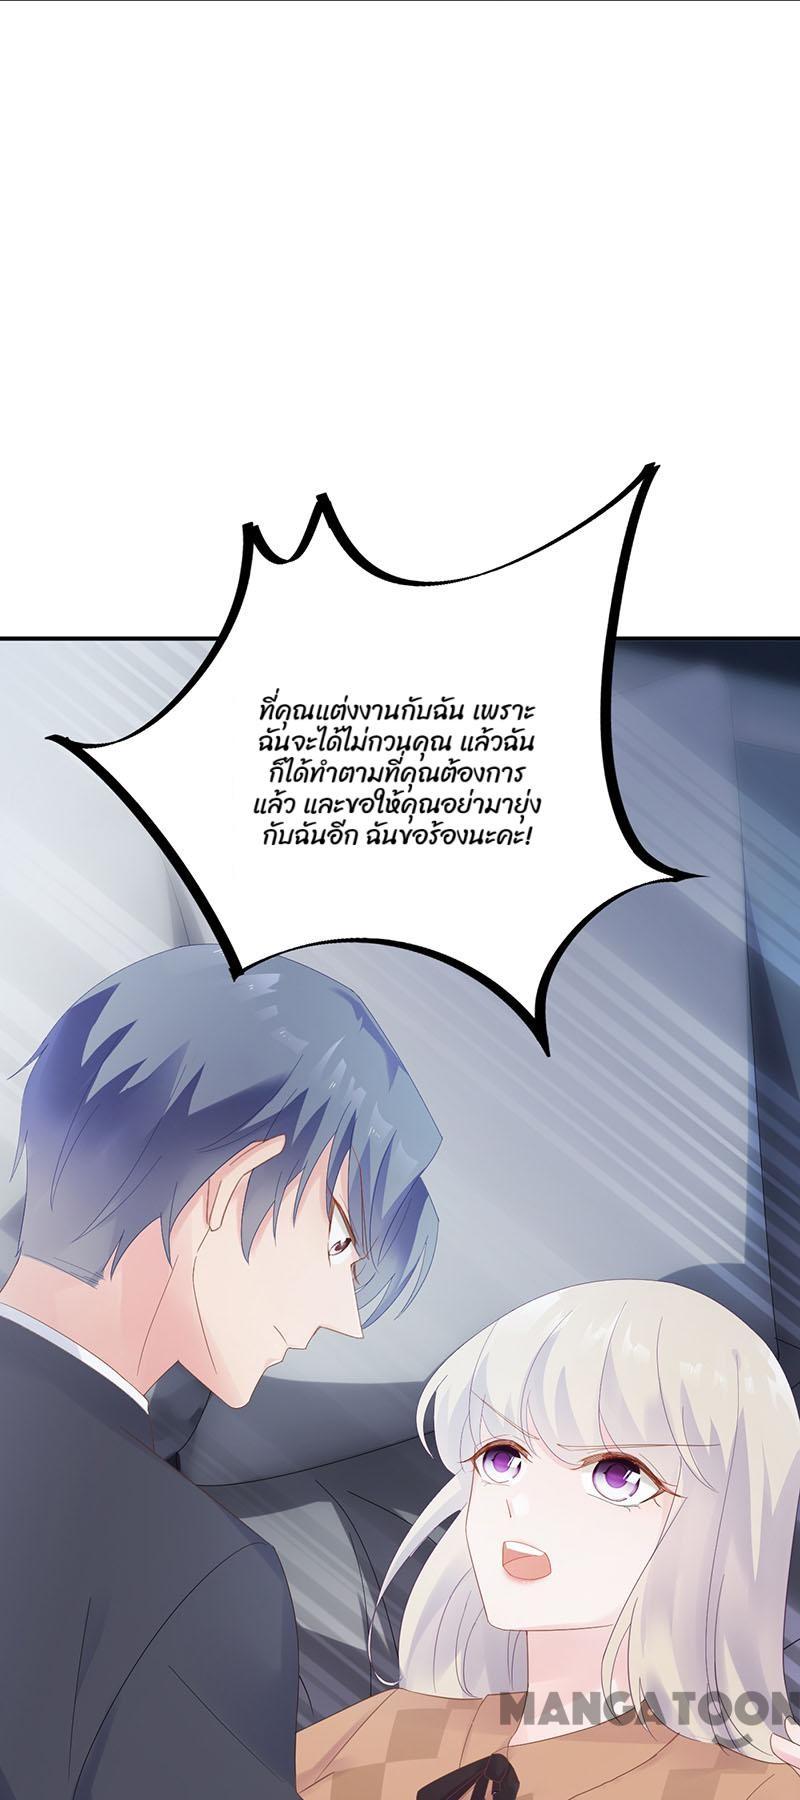 ที่คุณแต่งงานกับฉัน เพราะ
ฉันจะได้ไม่กวนคุณ แล้วฉัน
ก็ได้ทำตามที่คุณต้องการ
แล้ว และขอให้คุณอย่ามายุ่ง
กับฉันอีก ฉันขอร้องนะคะ!
MANGATOON